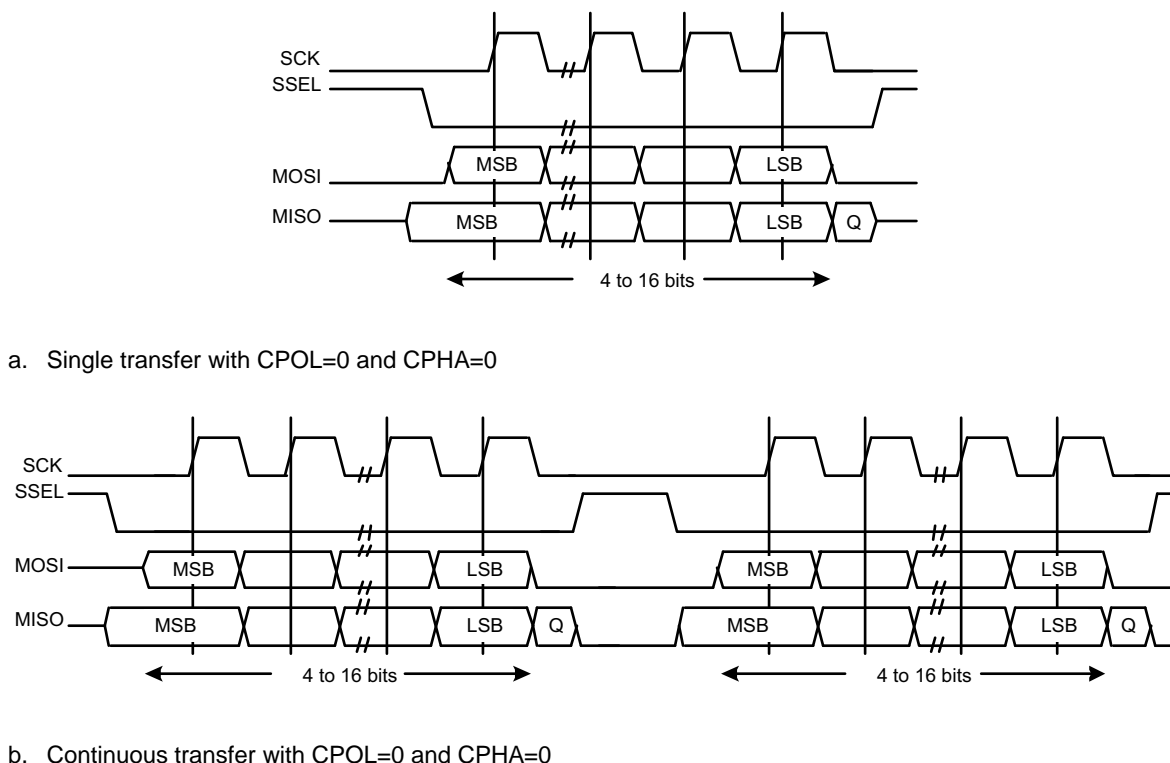 SCK
SSEL
MOSI MSB LSB
MISO MSB LSB Q
4 to 16 bits
a. Single transfer with CPOL=0 and CPHA=0
SCK
SSEL
MOSI MSB LSB MSB LSB
MISO MSB LSB Q MSB LSB Q
4 to 16 bits 4 to 16 bits
b. Continuous transfer with CPOL=0 and CPHA=0